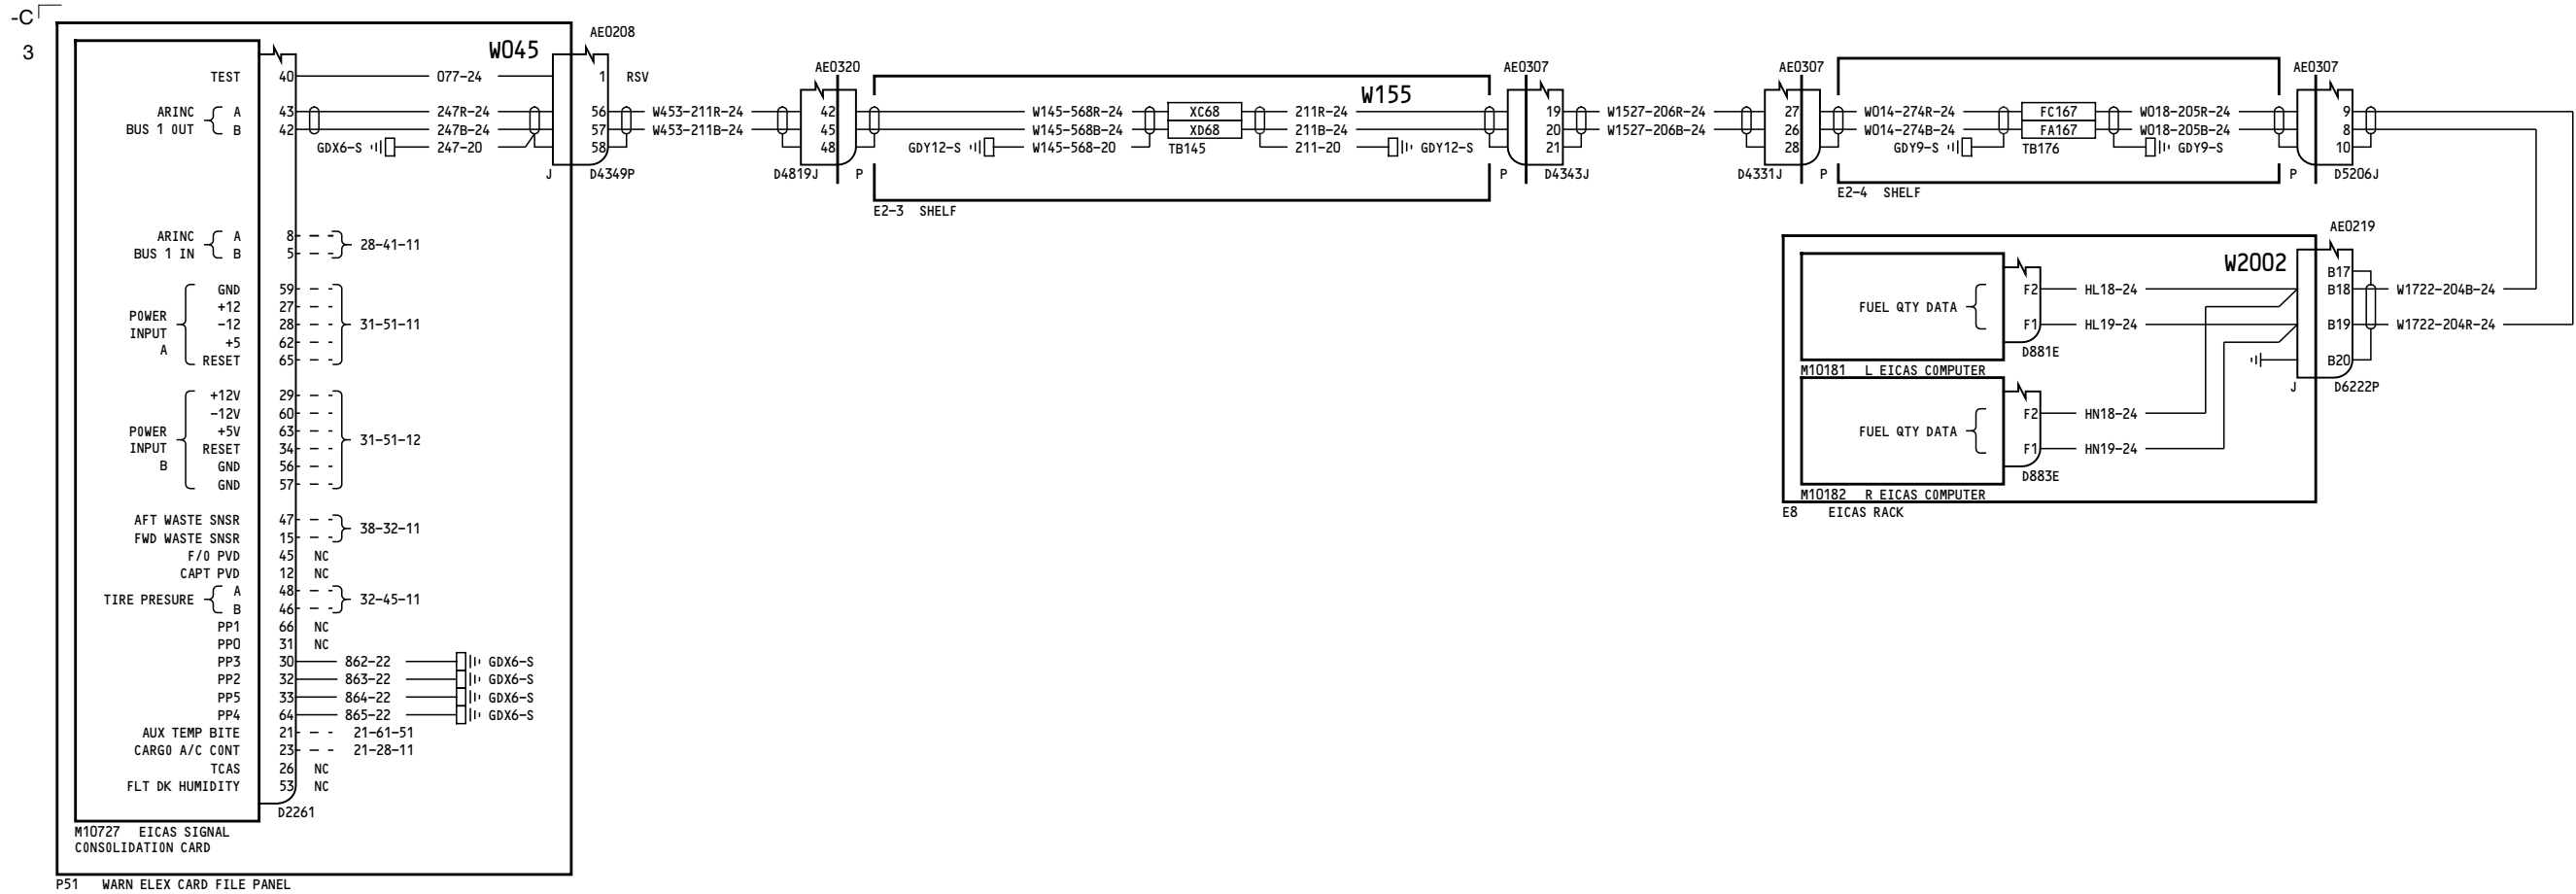 -C
3
W045
AE0208
TEST 40 077-24 1 RSV
ARINC BUS 1 OUT A 43 247R-24 56 W453-211R-24
B 42 247B-24 57 W453-211B-24
GDX6-S 247-20 58
J D4349P
AE0320
42
45
48
D4819J P
W155
GDY12-S W145-568R-24 XC68 211R-24
W145-568B-24 XD68 211B-24
W145-568-20 TB145 211-20 GDY12-S
E2-3 SHELF
AE0307
19 W1527-206R-24
20 W1527-206B-24
21
P D4343J
AE0307
27 W014-274R-24 FC167 W018-205R-24
26 W014-274B-24 FA167 W018-205B-24
28 GDY9-S TB176 GDY9-S
D4331J P
E2-4 SHELF
AE0307
9
8
10
P D5206J
ARINC BUS 1 IN A 8
B 5
28-41-11
POWER INPUT A
GND 59
+12 27
-12 28
+5 62
RESET 65
31-51-11
POWER INPUT B
+12V 29
-12V 60
+5V 63
RESET 34
GND 56
GND 57
31-51-12
AFT WASTE SNSR 47
FWD WASTE SNSR 15
38-32-11
F/O PVD 45 NC
CAPT PVD 12 NC
TIRE PRESURE A 48
B 46
32-45-11
PP1 66 NC
PP0 31 NC
PP3 30 862-22 GDX6-S
PP2 32 863-22 GDX6-S
PP5 33 864-22 GDX6-S
PP4 64 865-22 GDX6-S
AUX TEMP BITE 21 21-61-51
CARGO A/C CONT 23 21-28-11
TCAS 26 NC
FLT DK HUMIDITY 53 NC
D2261
M10727 EICAS SIGNAL
CONSOLIDATION CARD
P51 WARN ELEX CARD FILE PANEL
AE0219
W2002
B17
FUEL QTY DATA F2 HL18-24 B18 W1722-204B-24
F1 HL19-24 B19 W1722-204R-24
D881E B20
M10181 L EICAS COMPUTER
J D6222P
FUEL QTY DATA F2 HN18-24
F1 HN19-24
D883E
M10182 R EICAS COMPUTER
E8 EICAS RACK